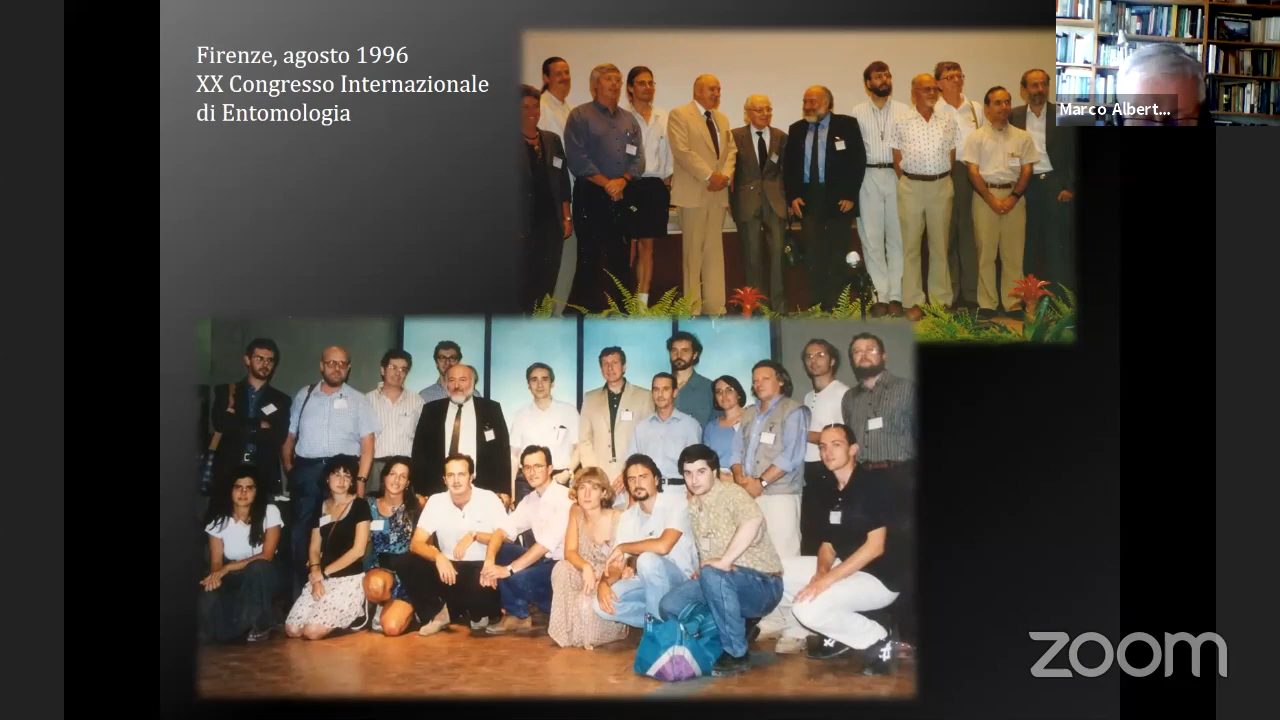 Firenze, agosto 1996
XX Congresso Internazionale
di Entomologia
Marco Albert...
zoom